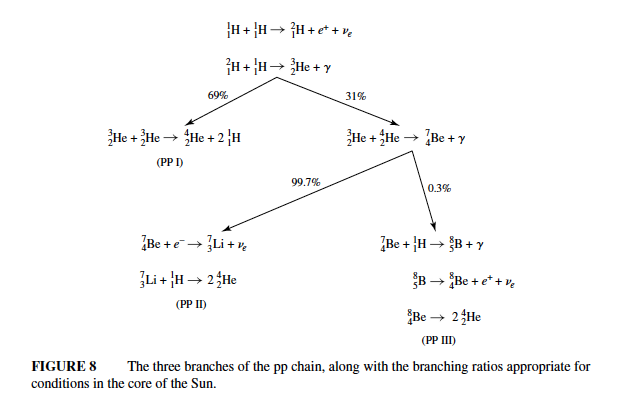 ¹₁H + ¹₁H → ²₁H + e⁺ + νₑ
²₁H + ¹₁H → ³₂He + γ
69%
31%
³₂He + ³₂He → ⁴₂He + 2 ¹₁H
(PP I)
³₂He + ⁴₂He → ⁷₄Be + γ
99.7%
0.3%
⁷₄Be + e⁻ → ⁷₃Li + νₑ
⁷₃Li + ¹₁H → 2 ⁴₂He
(PP II)
⁷₄Be + ¹₁H → ⁸₅B + γ
⁸₅B → ⁸₄Be + e⁺ + νₑ
⁸₄Be → 2 ⁴₂He
(PP III)
FIGURE 8 The three branches of the pp chain, along with the branching ratios appropriate for
conditions in the core of the Sun.